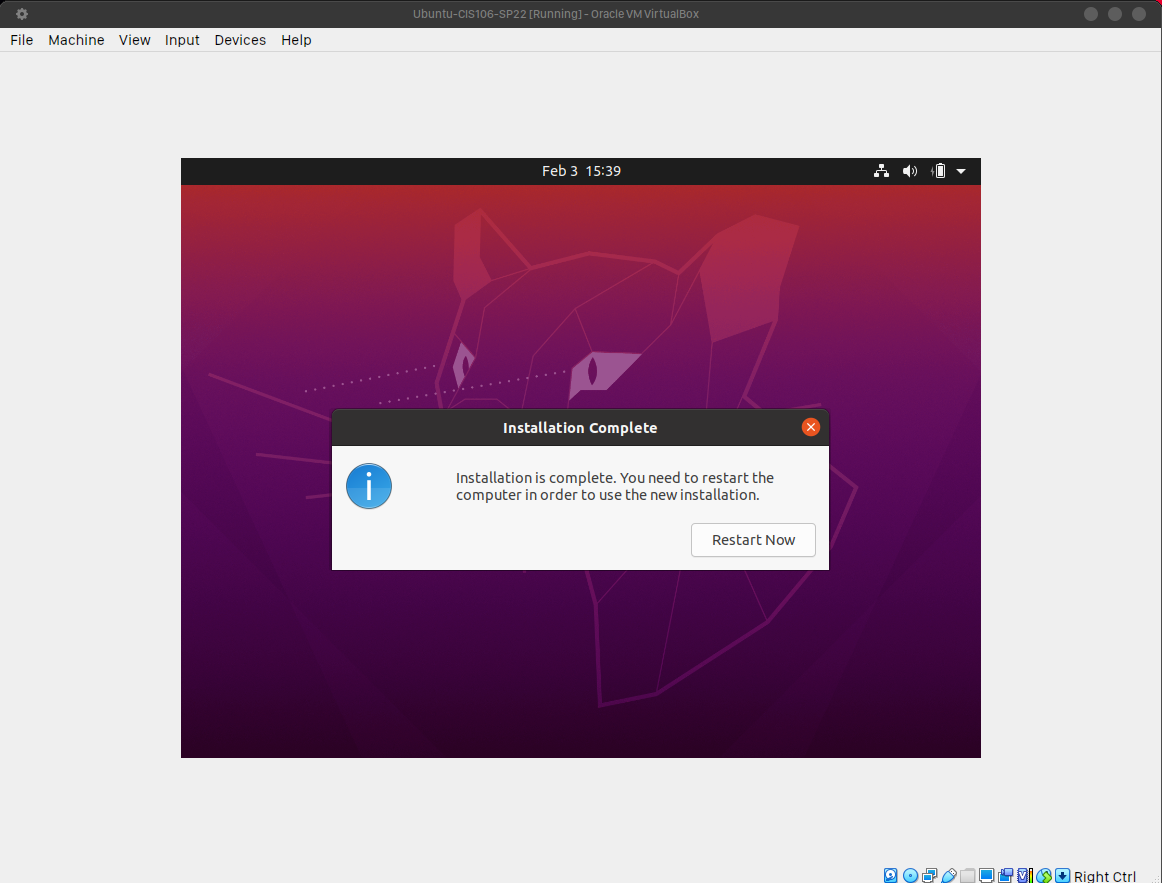 Ubuntu-CIS106-SP22 [Running] - Oracle VM VirtualBox
File Machine View Input Devices Help
Feb 3 15:39
Installation Complete
Installation is complete. You need to restart the
computer in order to use the new installation.
Restart Now
Right Ctrl